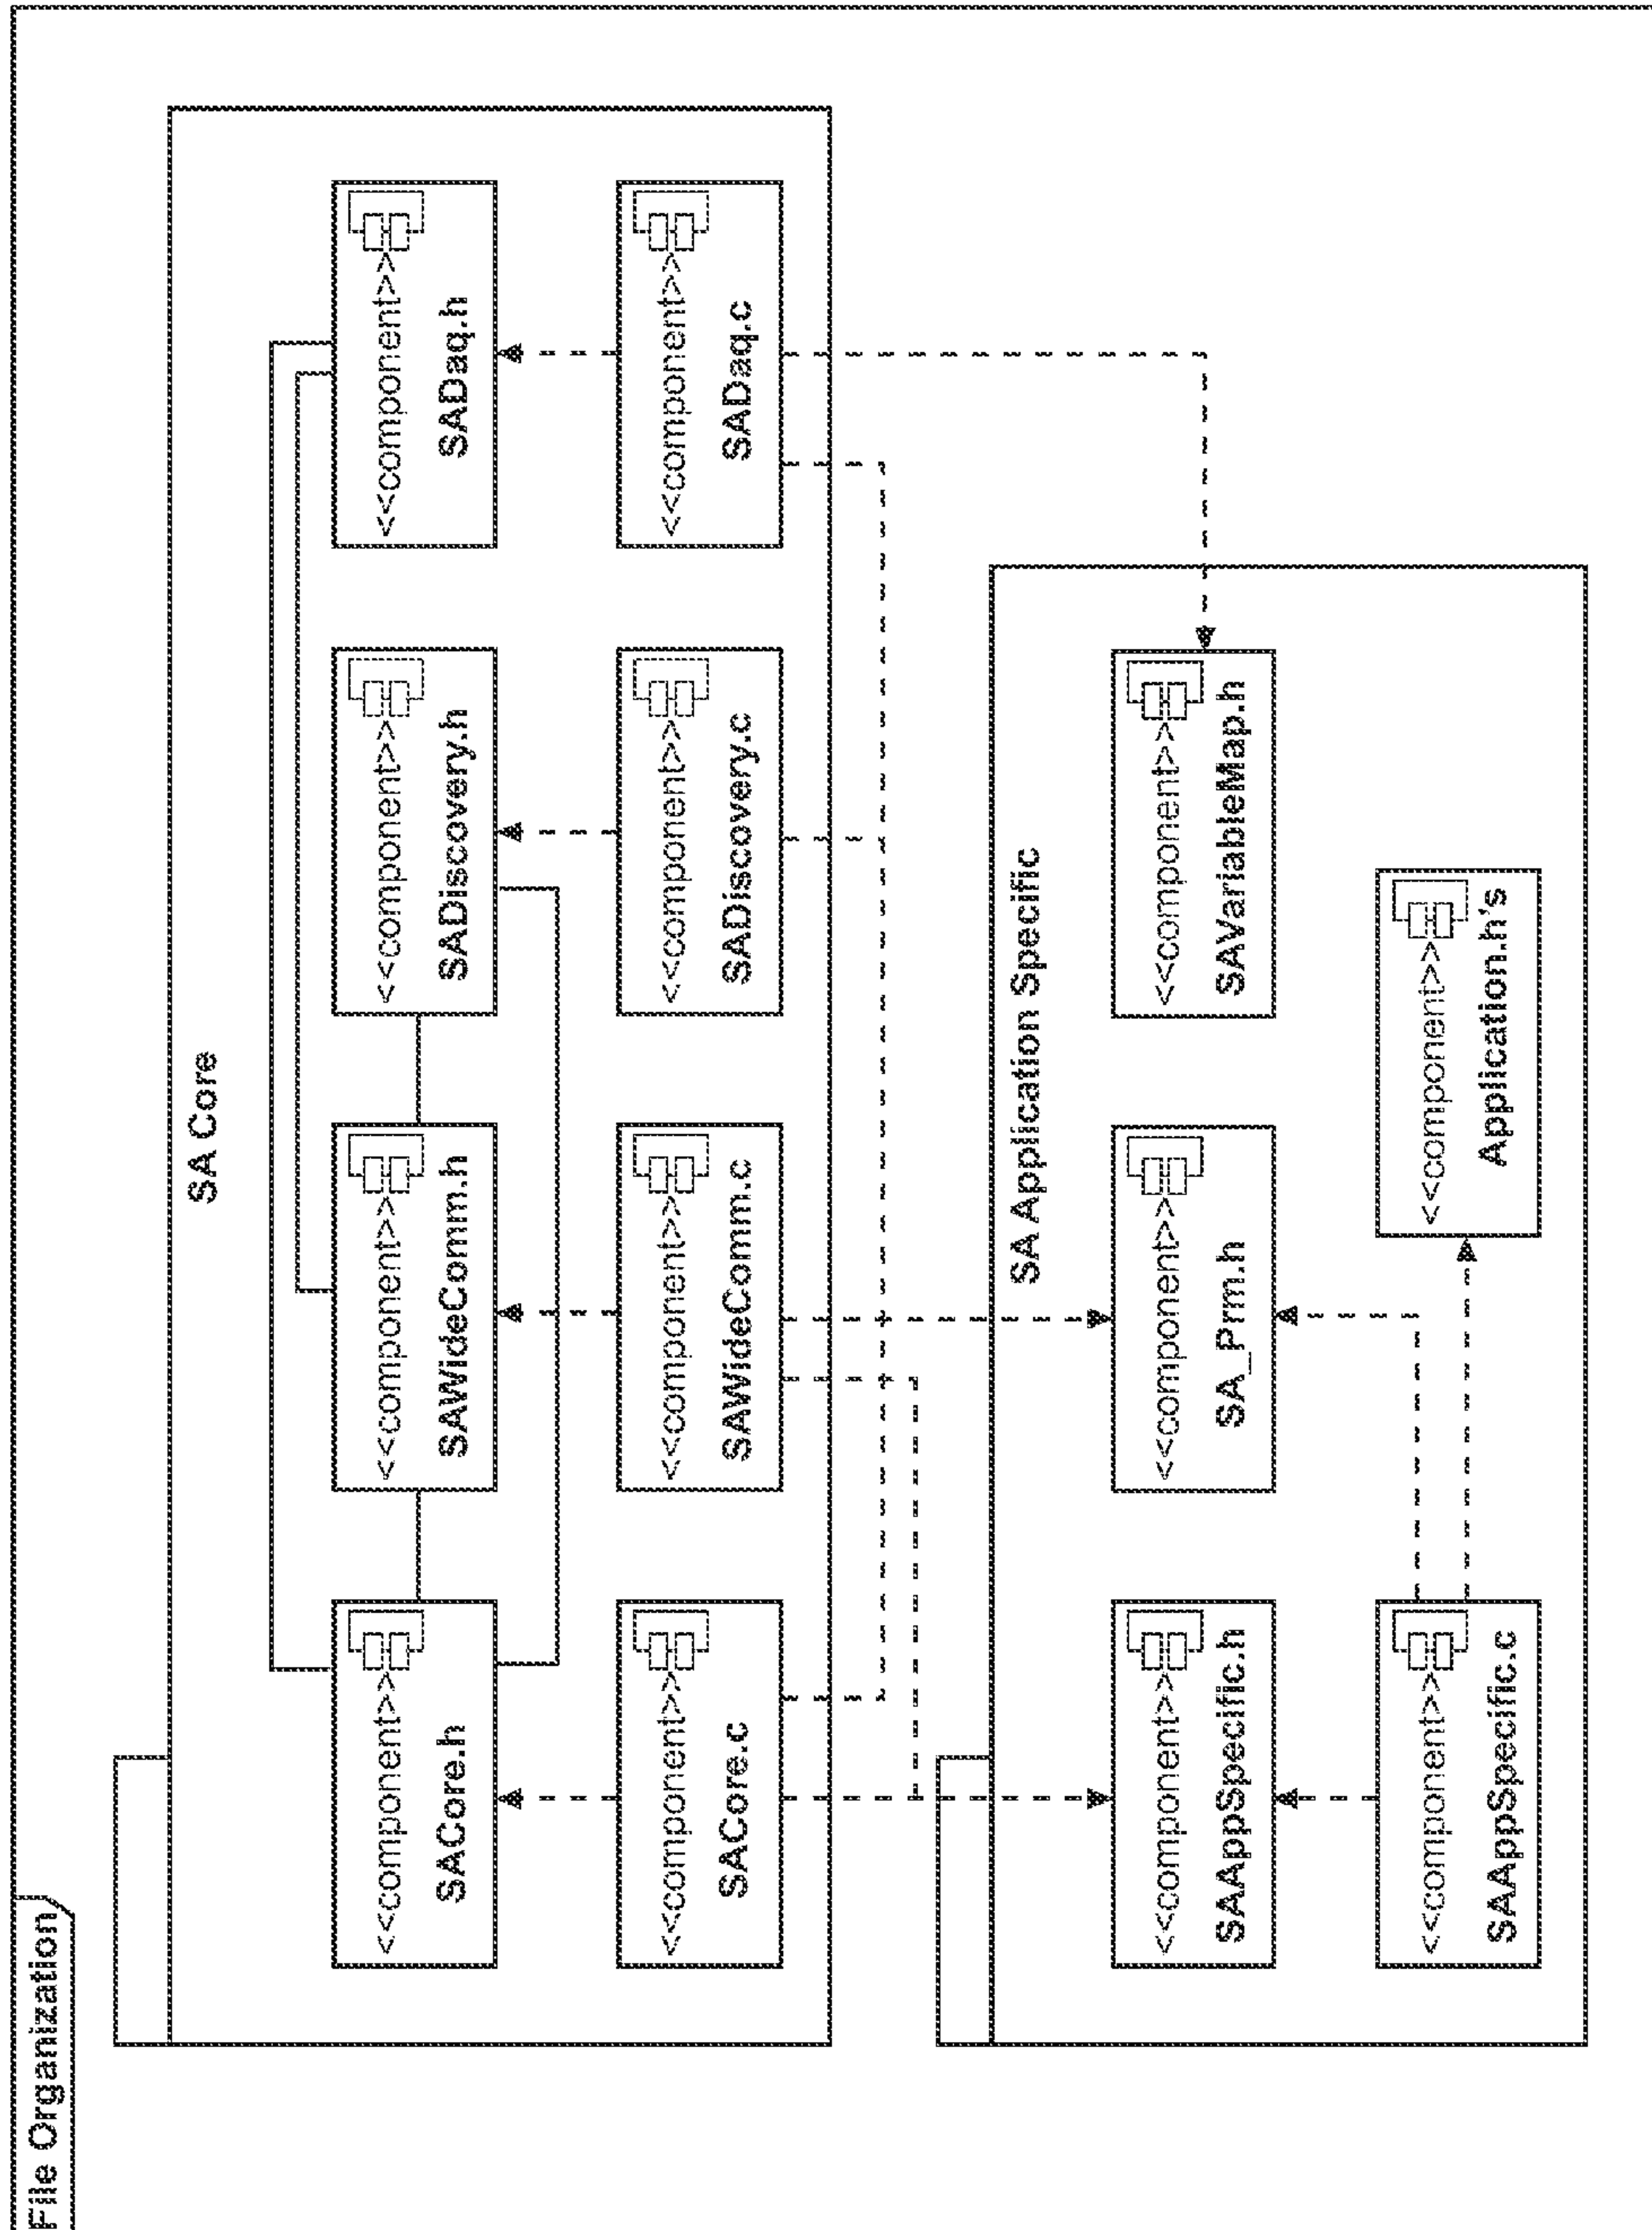 File Organization
SA Core
<<component>>
SACore.h
<<component>>
SAWideComm.h
<<component>>
SADiscovery.h
<<component>>
SADaq.h
<<component>>
SACore.c
<<component>>
SAWideComm.c
<<component>>
SADiscovery.c
<<component>>
SADaq.c
SA Application Specific
<<component>>
SAAppSpecific.h
<<component>>
SA_Prm.h
<<component>>
SAVariableMap.h
<<component>>
SAAppSpecific.c
<<component>>
Application.h's